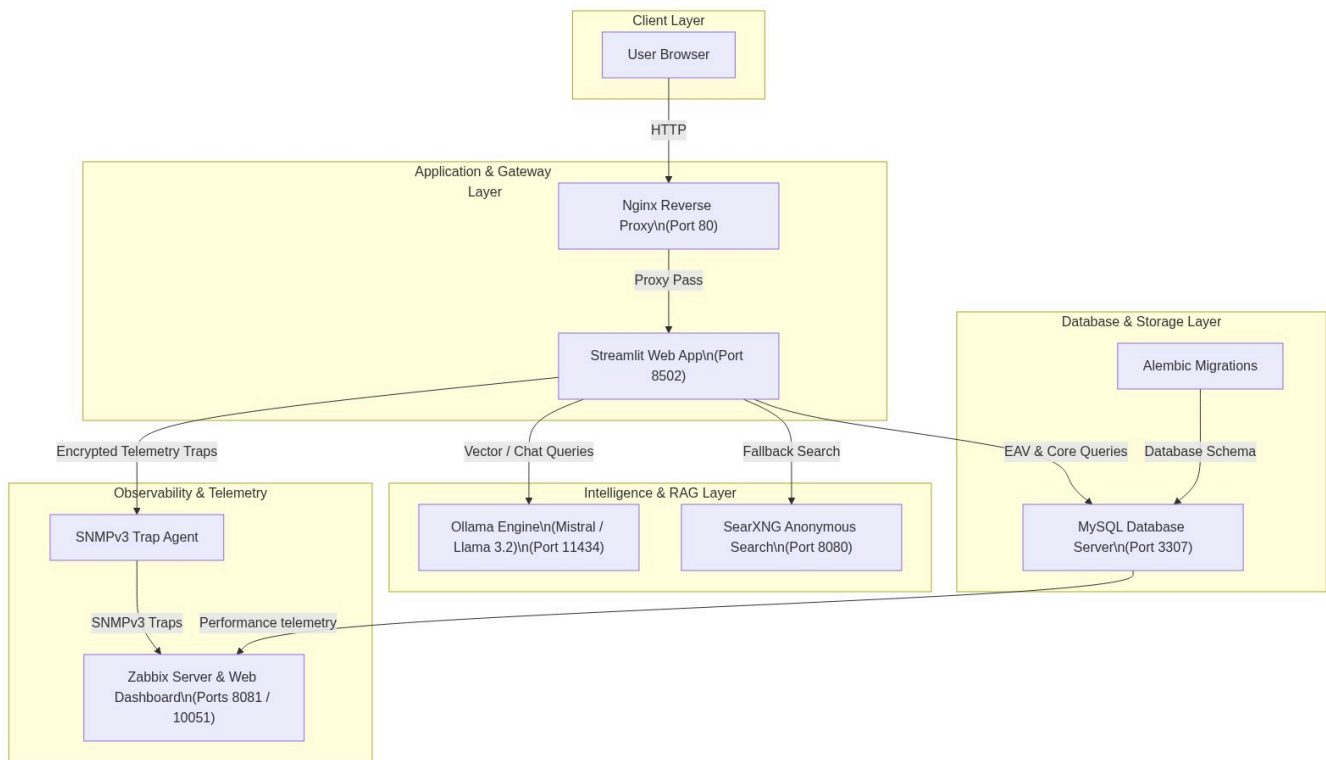 Client Layer
User Browser
HTTP
Application & Gateway
Layer
Nginx Reverse
Proxy\n(Port 80)
Proxy Pass
Streamlit Web App\n(Port
8502)
Database & Storage Layer
Alembic Migrations
Encrypted Telemetry Traps
Vector / Chat Queries
Fallback Search
EAV & Core Queries
Database Schema
Observability & Telemetry
SNMPv3 Trap Agent
Intelligence & RAG Layer
Ollama Engine\n(Mistral /
Llama 3.2)\n(Port 11434)
SearXNG Anonymous
Search\n(Port 8080)
MySQL Database
Server\n(Port 3307)
SNMPv3 Traps
Performance telemetry
Zabbix Server & Web
Dashboard\n(Ports 8081 /
10051)